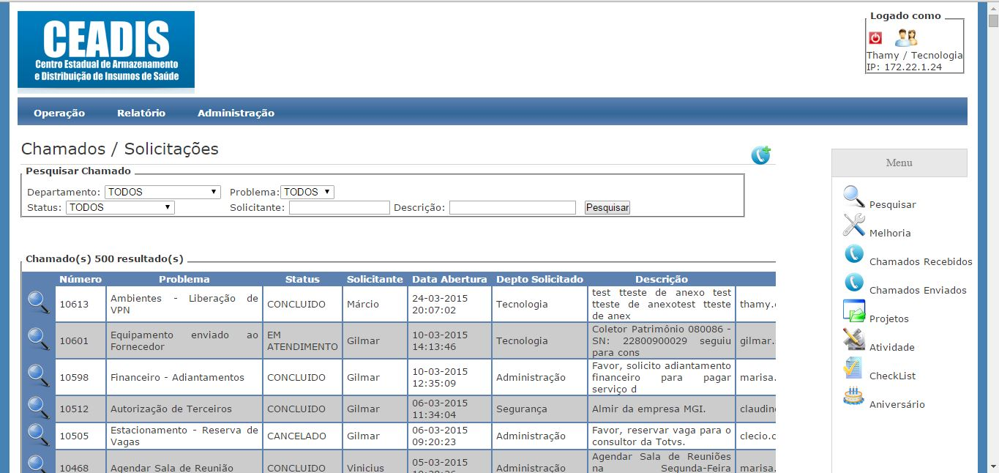 CEADIS
Centro Estadual de Armazenamento
e Distribuição de Insumos de Saúde
Logado como
Thamy / Tecnologia
IP: 172.22.1.24
Operação Relatório Administração
Chamados / Solicitações
Pesquisar Chamado
Departamento: TODOS Problema: TODOS
Status: TODOS Solicitante: Descrição: Pesquisar
Chamado(s) 500 resultado(s)
Número Problema Status Solicitante Data Abertura Depto Solicitado Descrição
10613 Ambientes - Liberação de VPN CONCLUIDO Márcio 24-03-2015 20:07:02 Tecnologia test tteste de anexo test tteste de anexotest tteste de anex thamy.
10601 Equipamento enviado ao Fornecedor EM ATENDIMENTO Gilmar 10-03-2015 14:13:46 Tecnologia Coletor Patrimônio 080086 - SN: 22800900029 seguiu para cons gilmar.
10598 Financeiro - Adiantamentos CONCLUIDO Gilmar 10-03-2015 12:35:09 Administração Favor, solicito adiantamento financeiro para pagar serviço d marisa.
10512 Autorização de Terceiros CONCLUIDO Gilmar 06-03-2015 11:34:04 Segurança Almir da empresa MGI. claudin
10505 Estacionamento - Reserva de Vagas CANCELADO Gilmar 06-03-2015 09:20:23 Administração Favor, reservar vaga para o consultor da Totvs. clecio.
10468 Agendar Sala de Reunião CONCLUIDO Vinicius 05-03-2015 Administração Agendar Sala de Reuniões na Segunda-Feira marisa.
Menu
Pesquisar
Melhoria
Chamados Recebidos
Chamados Enviados
Projetos
Atividade
CheckList
Aniversário